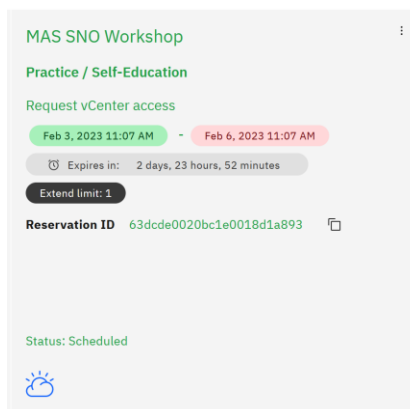 MAS SNO Workshop
Practice / Self-Education
Request vCenter access
Feb 3, 2023 11:07 AM - Feb 6, 2023 11:07 AM
Expires in: 2 days, 23 hours, 52 minutes
Extend limit: 1
Reservation ID 63dcde0020bc1e0018d1a893
Status: Scheduled